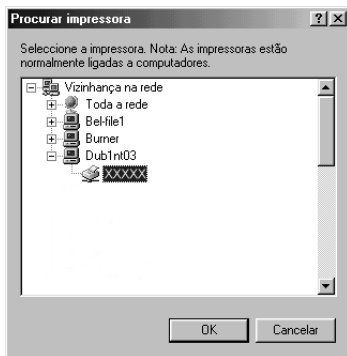 Procurar impressora
Seleccione a impressora. Nota: As impressoras estão
normalmente ligadas a computadores.
Vizinhança na rede
Toda a rede
Bel-file1
Burner
Dub1nt03
XXXXX
OK Cancelar